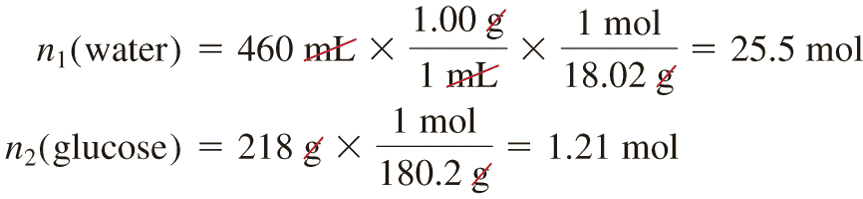 n₁(water) = 460 mL × 1.00 g / 1 mL × 1 mol / 18.02 g = 25.5 mol
n₂(glucose) = 218 g × 1 mol / 180.2 g = 1.21 mol